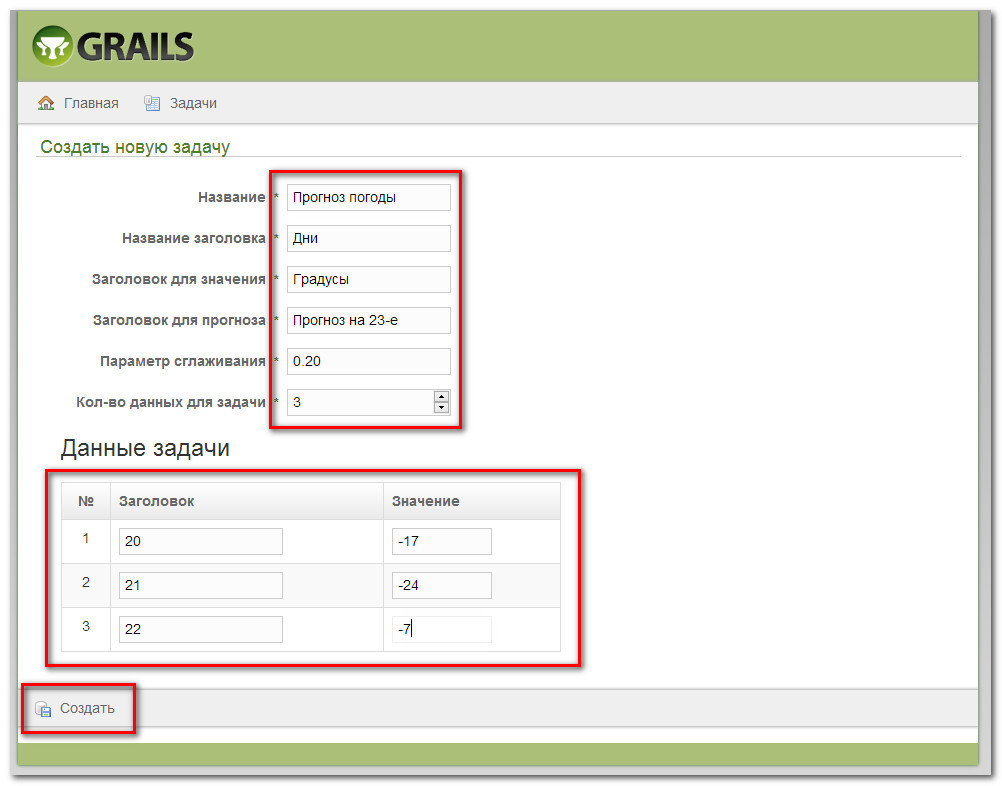 GRAILS
Главная Задачи
Создать новую задачу
Название * Прогноз погоды
Название заголовка * Дни
Заголовок для значения * Градусы
Заголовок для прогноза * Прогноз на 23-е
Параметр сглаживания * 0.20
Кол-во данных для задачи * 3
Данные задачи
№ Заголовок Значение
1 20 -17
2 21 -24
3 22 -7
Создать